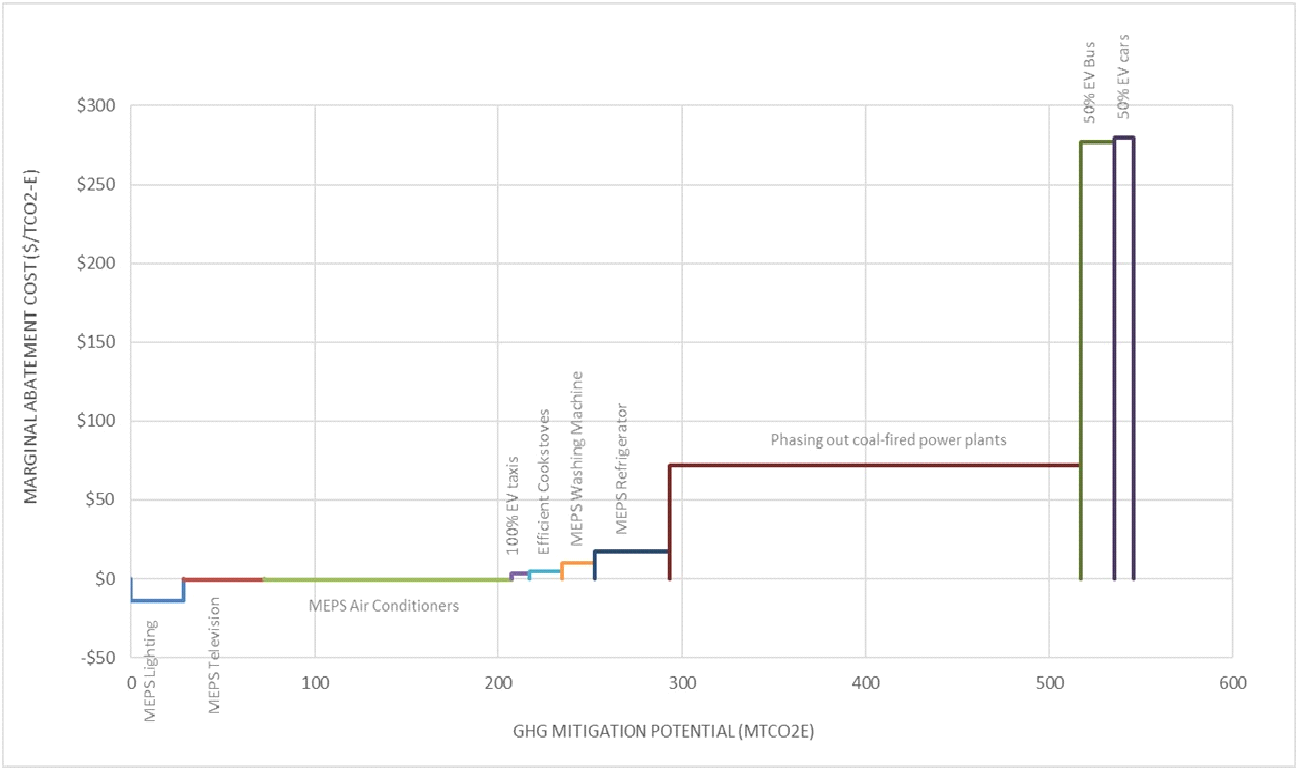 50% EV Bus
50% EV cars
$300
$250
$200
$150
$100
$50
$0
-$50
MARGINAL ABATEMENT COST ($/TCO2-E)
100% EV taxis
Efficient Cookstoves
MEPS Washing Machine
MEPS Refrigerator
Phasing out coal-fired power plants
MEPS Air Conditioners
MEPS Lighting
MEPS Television
0
100
200
300
400
500
600
GHG MITIGATION POTENTIAL (MTCO2E)